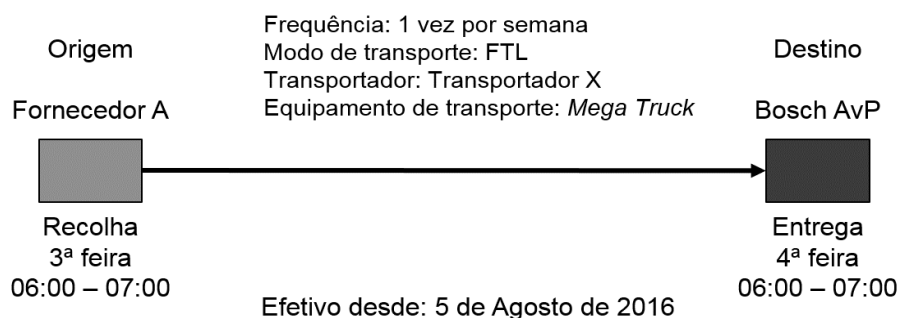 Origem
Fornecedor A
Frequência: 1 vez por semana
Modo de transporte: FTL
Transportador: Transportador X
Equipamento de transporte: Mega Truck
Destino
Bosch AvP
Recolha
3ª feira
06:00 – 07:00
Entrega
4ª feira
06:00 – 07:00
Efetivo desde: 5 de Agosto de 2016